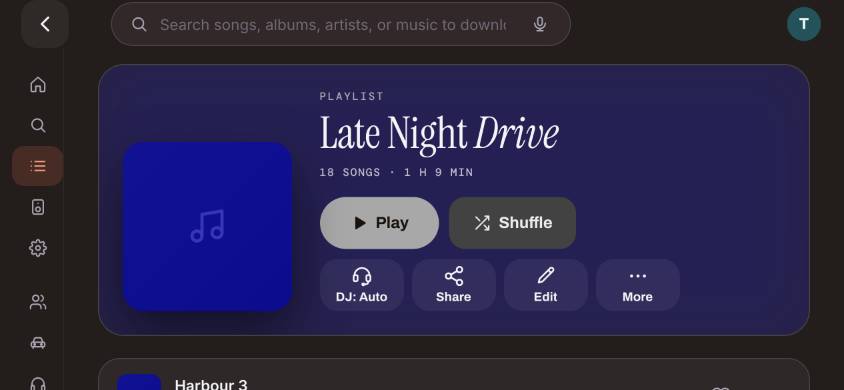 Search songs, albums, artists, or music to downl
T
PLAYLIST
Late Night Drive
18 SONGS · 1 H 9 MIN
Play
Shuffle
DJ: Auto
Share
Edit
More
Harbour 3